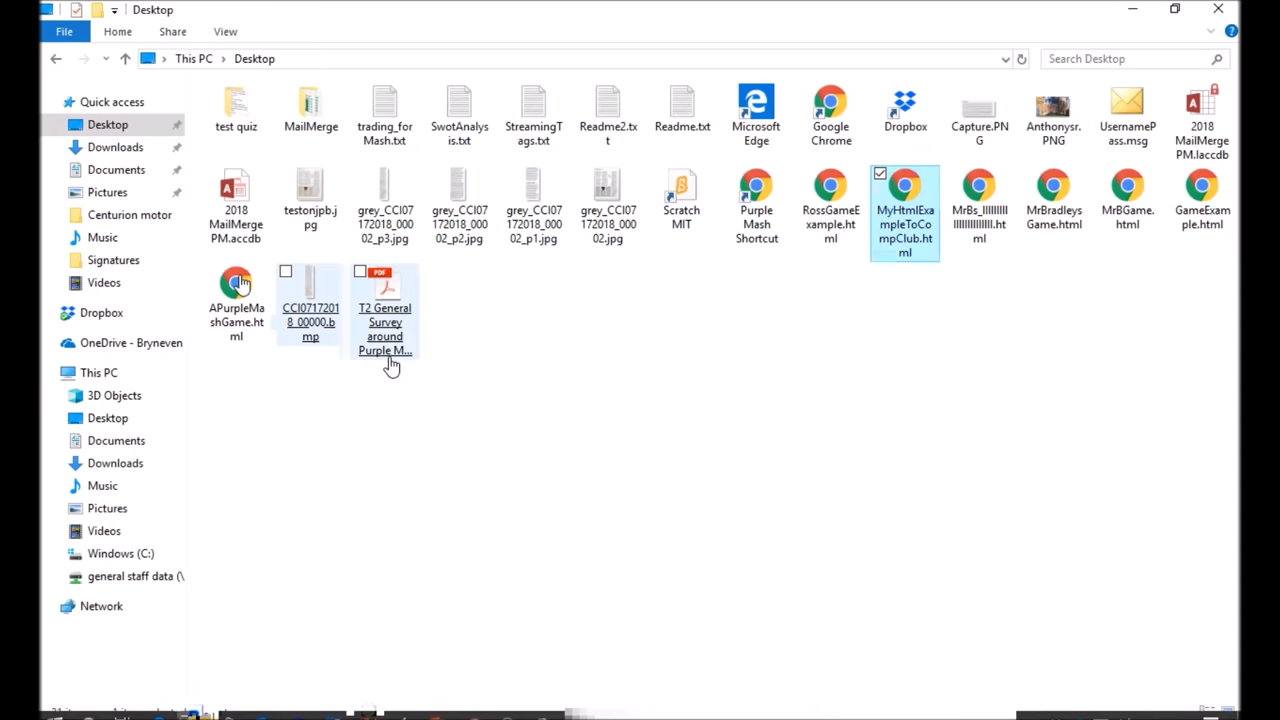 Desktop
File
Home
Share
View
This PC
Desktop
Search Desktop
Quick access
Desktop
Downloads
Documents
Pictures
Centurion motor
Music
Signatures
Videos
Dropbox
OneDrive - Bryneven
This PC
3D Objects
Desktop
Documents
Downloads
Music
Pictures
Videos
Windows (C:)
general staff data (\
Network
test quiz
MailMerge
trading_for
Mash.txt
SwotAnalys
is.txt
StreamingT
ags.txt
Readme2.tx
t
Readme.txt
Microsoft
Edge
Google
Chrome
Dropbox
Capture.PN
G
Anthonysr.
PNG
UsernameP
ass.msg
2018
MailMerge
PM.laccdb
2018
MailMerge
PM.accdb
testonjpb.j
pg
grey_CCI07
172018_000
02_p3.jpg
grey_CCI07
172018_000
02_p2.jpg
grey_CCI07
172018_000
02_p1.jpg
grey_CCI07
172018_000
02.jpg
Scratch
MIT
Purple
Mash
Shortcut
RossGameE
xample.ht
ml
MyHtmlExa
mpleToCo
mpClub.ht
ml
ml
MrBradleys
Game.html
MrBGame.
html
GameExam
ple.html
APurpleMa
shGame.ht
ml
CCI0717201
8_00000.b
mp
PDF
T2 General
Survey
around
Purple M...